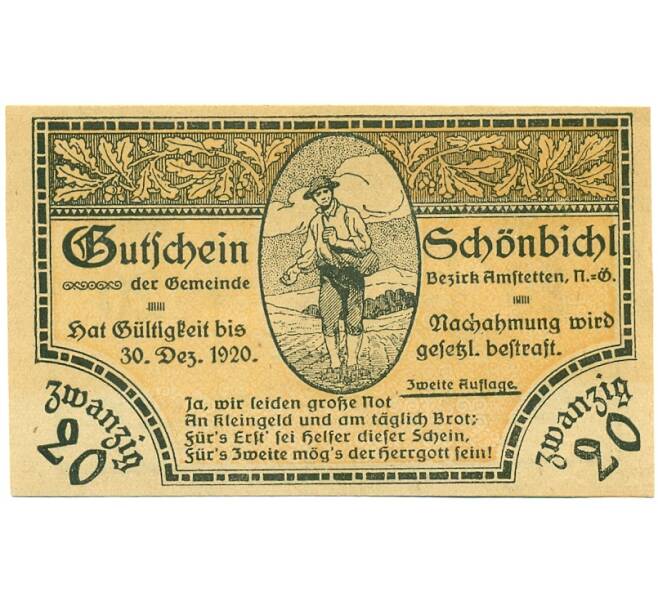 Gutschein
der Gemeinde
Hat Gültigkeit bis
30. Dez. 1920.
Schönbichl
Bezirk Amstetten, N.=Ö.
Nachahmung wird
gesetzl. bestraft.
Zweite Auflage.
zwanzig
20
Ja, wir leiden große Not
An Kleingeld und am täglich Brot;
Für's Erst' sei Helfer dieser Schein,
Für's Zweite mög's der Herrgott sein!
zwanzig
20